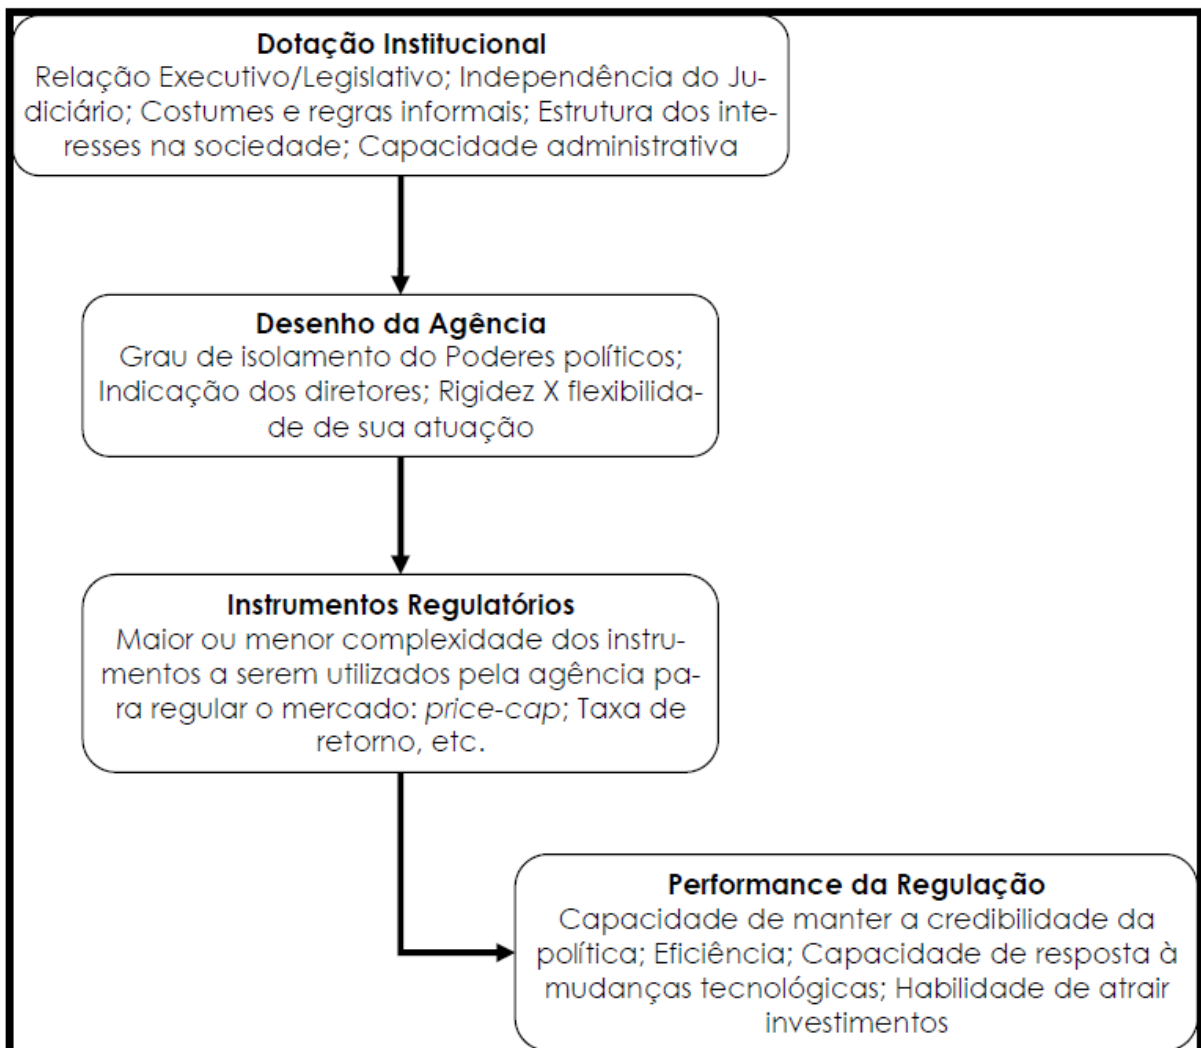 Dotação Institucional
Relação Executivo/Legislativo; Independência do Ju-
diciário; Costumes e regras informais; Estrutura dos inte-
resses na sociedade; Capacidade administrativa
Desenho da Agência
Grau de isolamento do Poderes políticos;
Indicação dos diretores; Rigidez X flexibilida-
de de sua atuação
Instrumentos Regulatórios
Maior ou menor complexidade dos instru-
mentos a serem utilizados pela agência pa-
ra regular o mercado: price-cap; Taxa de
retorno, etc.
Performance da Regulação
Capacidade de manter a credibilidade da
política; Eficiência; Capacidade de resposta à
mudanças tecnológicas; Habilidade de atrair
investimentos